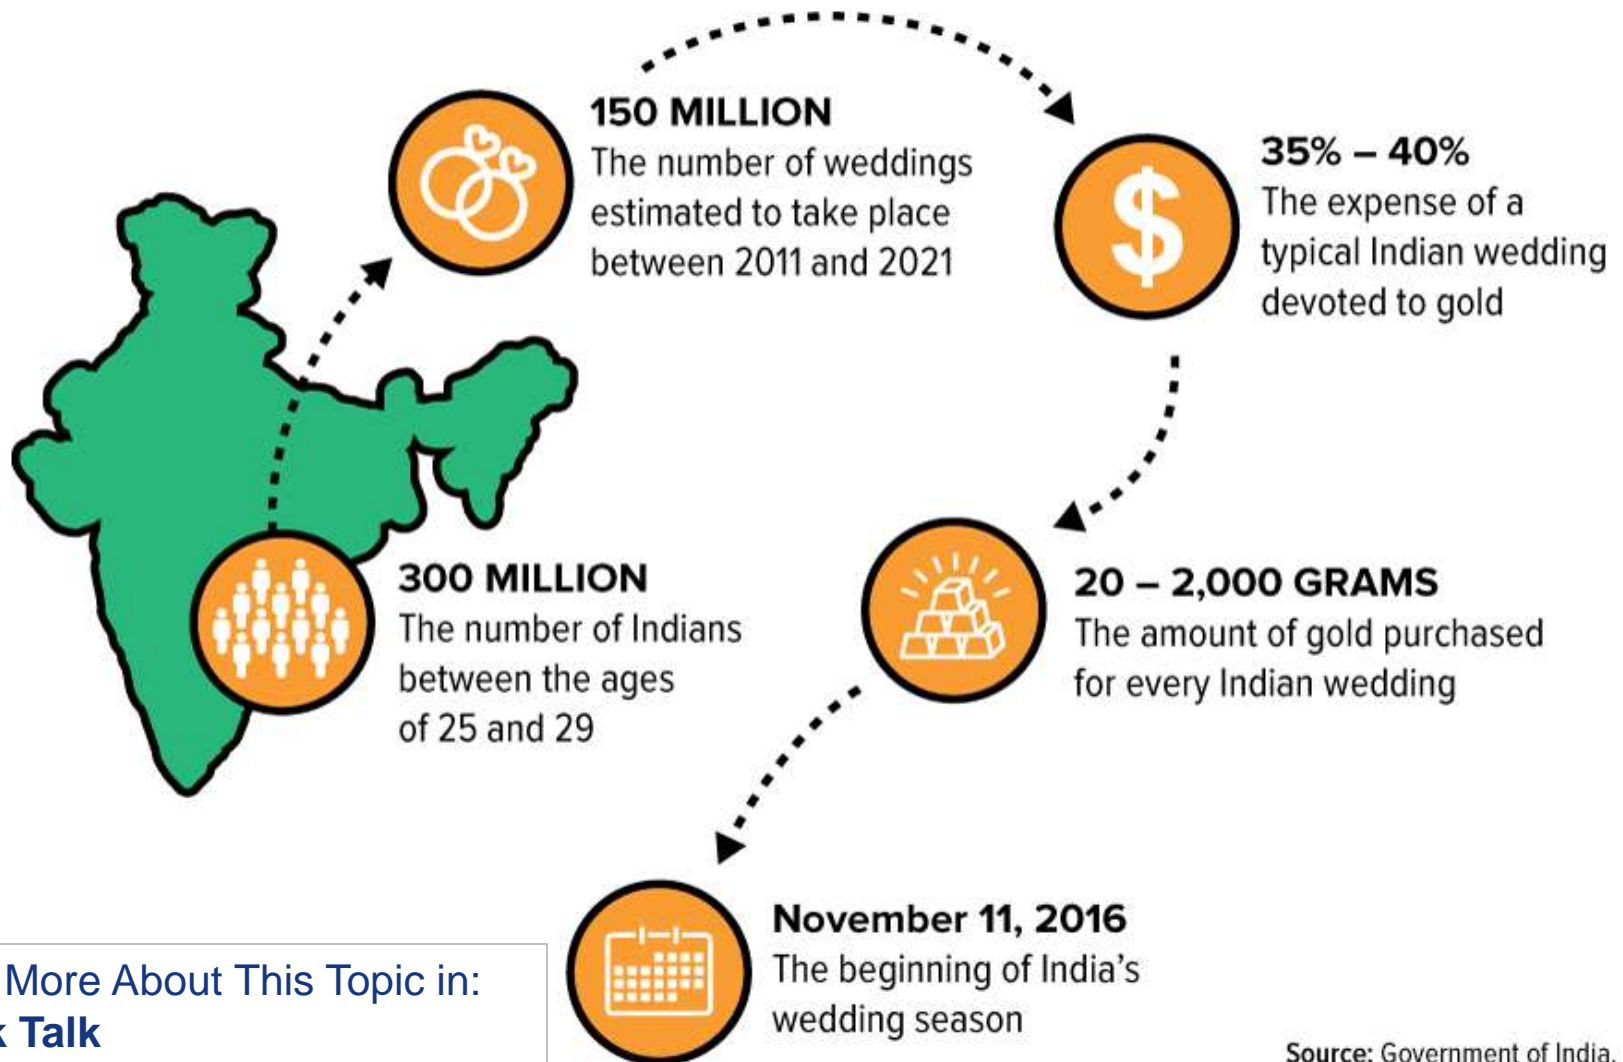 150 MILLION
The number of weddings
estimated to take place
between 2011 and 2021
35% – 40%
The expense of a
typical Indian wedding
devoted to gold
300 MILLION
The number of Indians
between the ages
of 25 and 29
20 – 2,000 GRAMS
The amount of gold purchased
for every Indian wedding
November 11, 2016
The beginning of India’s
wedding season
More About This Topic in:
Talk
Source: Government of India,